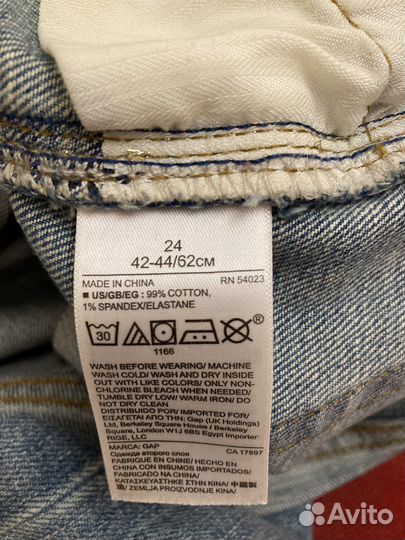 24
42-44/62см
MADE IN CHINA RN 54023
■ US/GB/EG: 99% COTTON,
1% SPANDEX/ELASTANE
30
1166
WASH BEFORE WEARING/ MACHINE
WASH COLD/ WASH AND DRY INSIDE
OUT WITH LIKE COLORS/ ONLY NON-
CHLORINE BLEACH WHEN NEEDED/
TUMBLE DRY LOW/ WARM IRON/ DO
NOT DRY CLEAN
DISTRIBUIDO POR/IMPORTED FOR/
ИЗГОТОВЛЕНО ДЛЯ: Gap (UK Holdings)
Ltd, Berkeley Square House / Berkeley
Square, London W1J 6BS Egypt Importer:
RIGE, LLC
MARCA: GAP CA 17897
Одежда второго слоя
FABRIQUE EN CHINE / FABRICADO EN
CHINA CON INSUMOS IMPORTADOS /
FABRICADO NA CHINA /
ΚΑΤΑΣΚΕΥΑΣΤΗΚΕ ΣΤΗΝ ΚΙΝΑ / 中國製
造/ ZEMLJA PROIZVODNJE KINA/
Avito